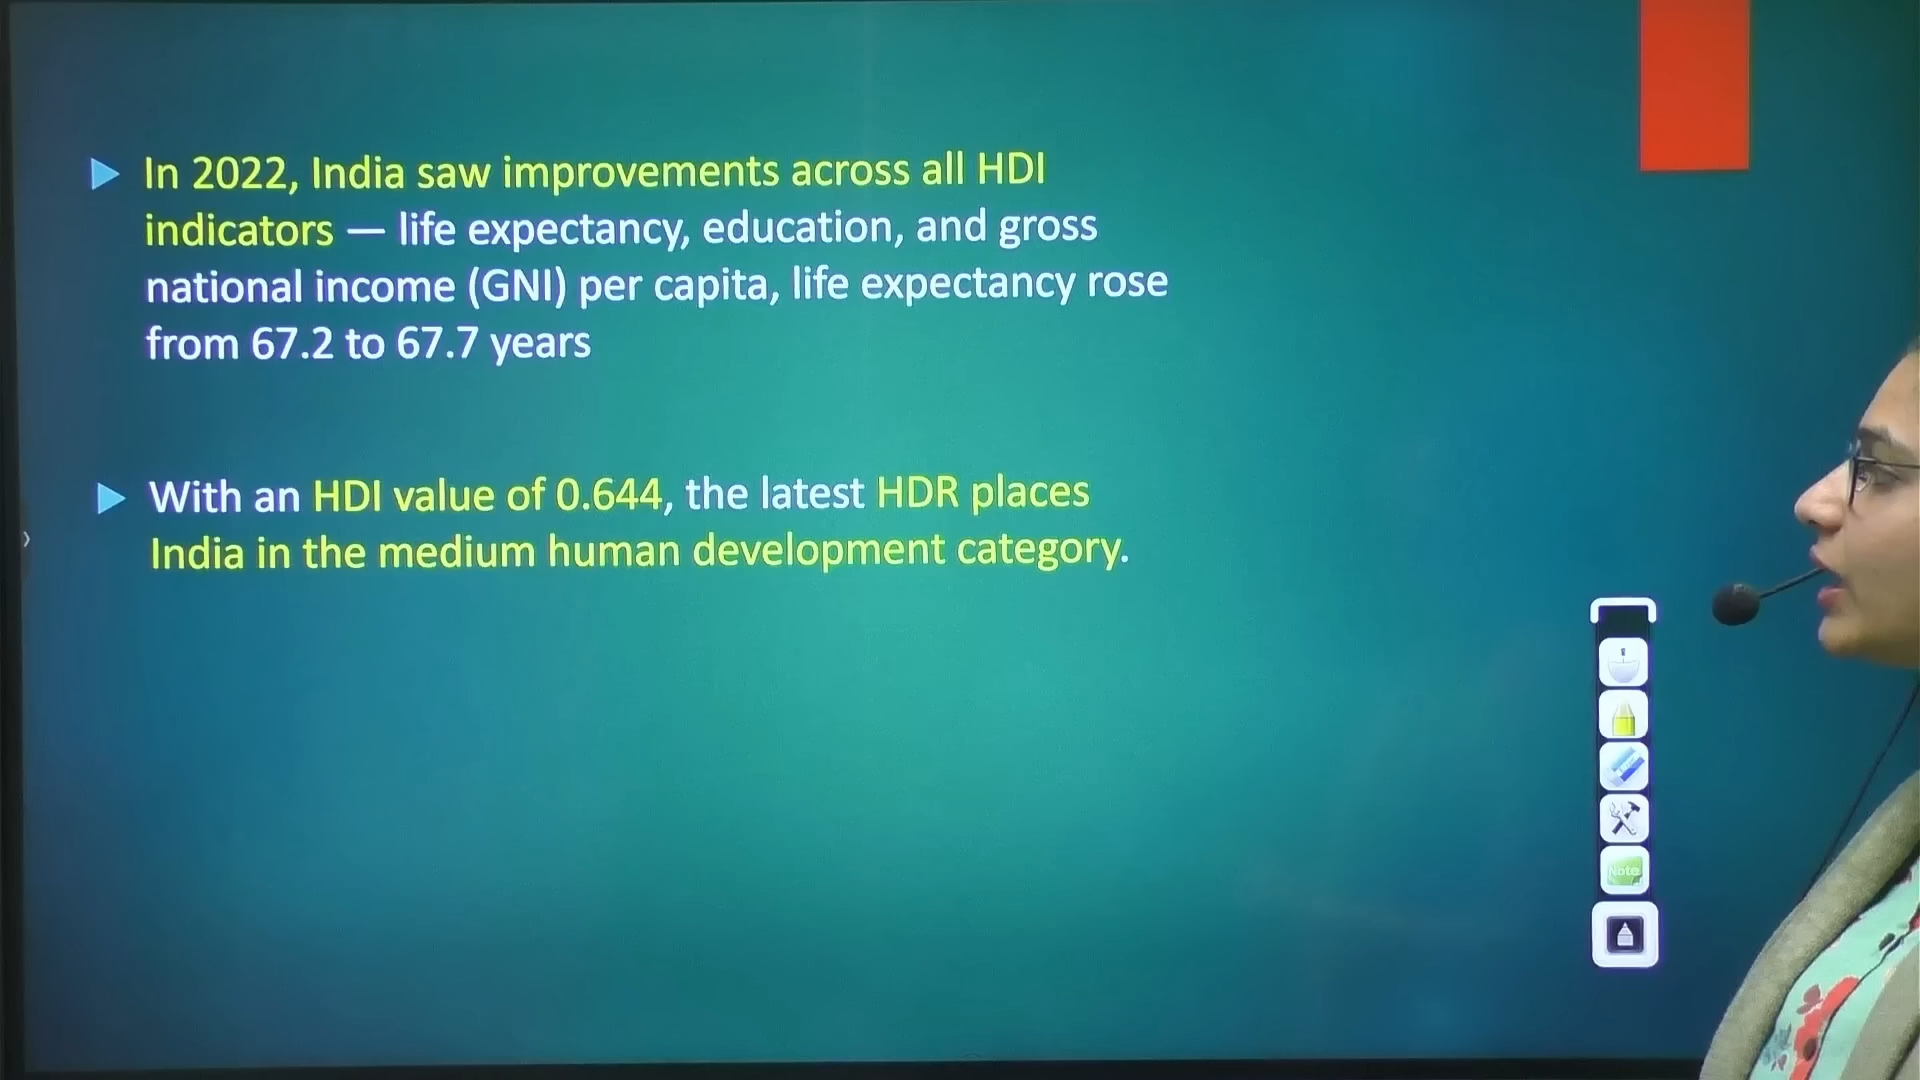 In 2022, India saw improvements across all HDI
indicators — life expectancy, education, and gross
national income (GNI) per capita, life expectancy rose
from 67.2 to 67.7 years
With an HDI value of 0.644, the latest HDR places
India in the medium human development category.
Note